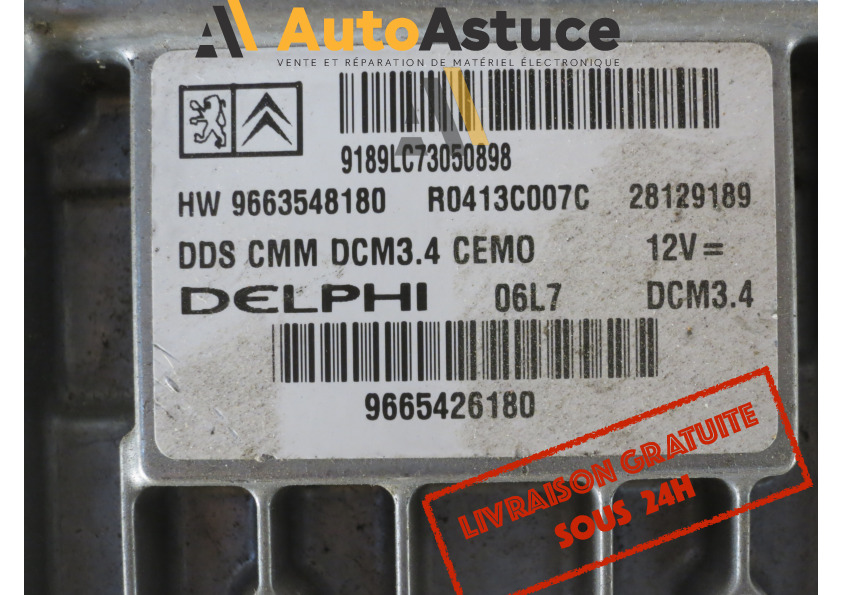 AutoAstuce
VENTE ET RÉPARATION DE MATÉRIEL ÉLECTRONIQUE
9189LC73050898
HW 9663548180 R0413C007C 28129189
DDS CMM DCM3.4 CEMO 12V=
DELPHI 06L7 DCM3.4
9665426180
LIVRAISON GRATUITE
SOUS 24H